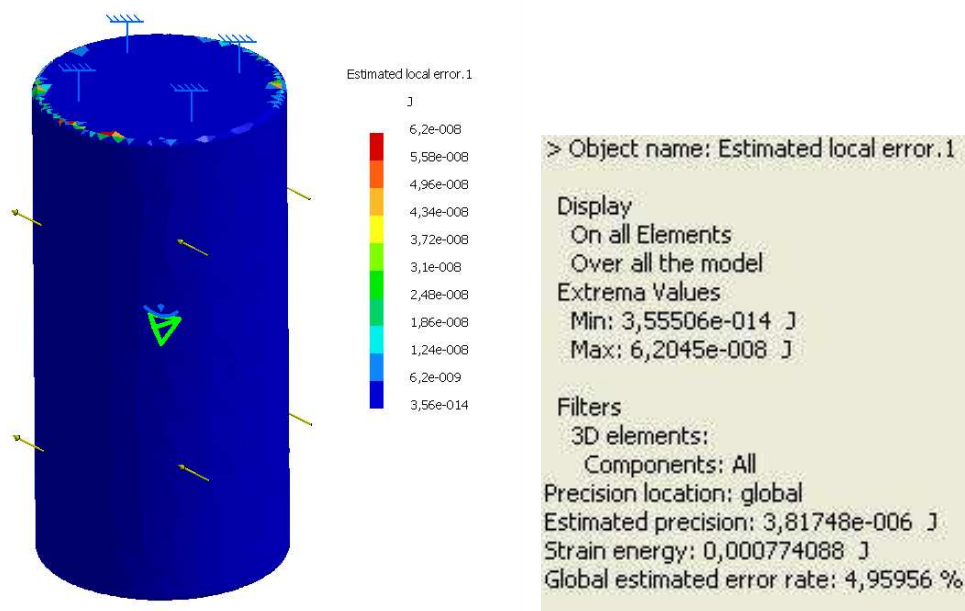 Estimated local error.1
J
6,2e-008
5,58e-008
4,96e-008
4,34e-008
3,72e-008
3,1e-008
2,48e-008
1,86e-008
1,24e-008
6,2e-009
3,56e-014
> Object name: Estimated local error.1
Display
On all Elements
Over all the model
Extrema Values
Min: 3,55506e-014 J
Max: 6,2045e-008 J
Filters
3D elements:
Components: All
Precision location: global
Estimated precision: 3,81748e-006 J
Strain energy: 0,000774088 J
Global estimated error rate: 4,95956 %